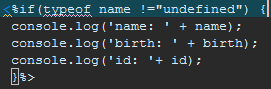 <%if(typeof name !="undefined") {
console.log('name: ' + name);
console.log('birth: ' + birth);
console.log('id: '+ id);
}%>